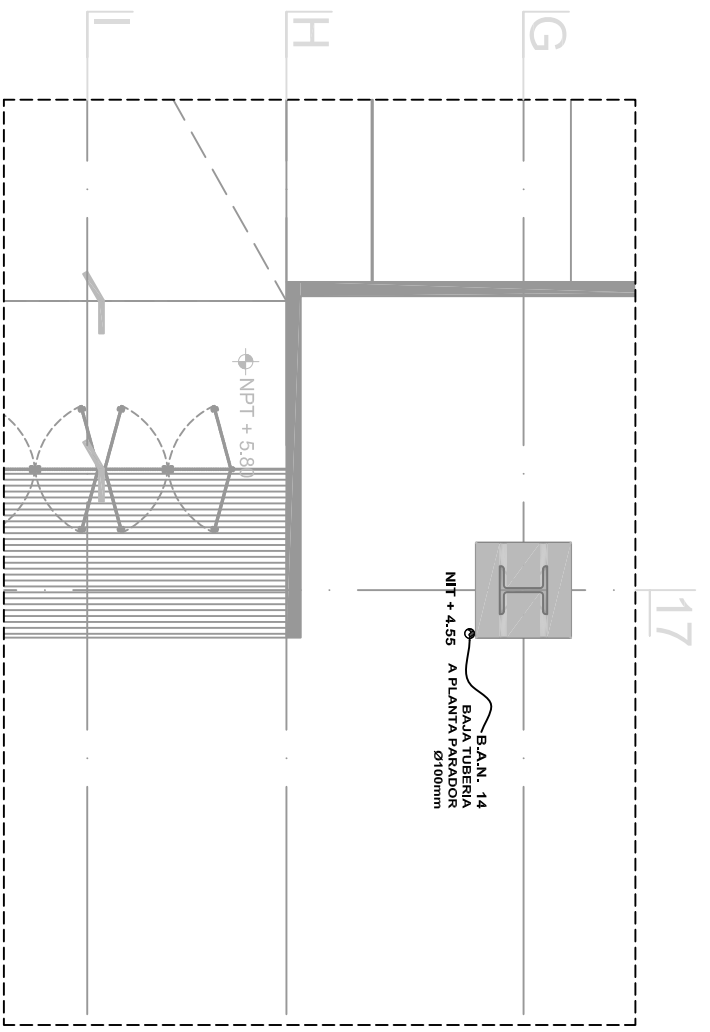 G
H
I
17
NPT + 5.80
NIT + 4.55
B.A.N. 14
BAJA TUBERIA
A PLANTA PARADOR
Ø100mm